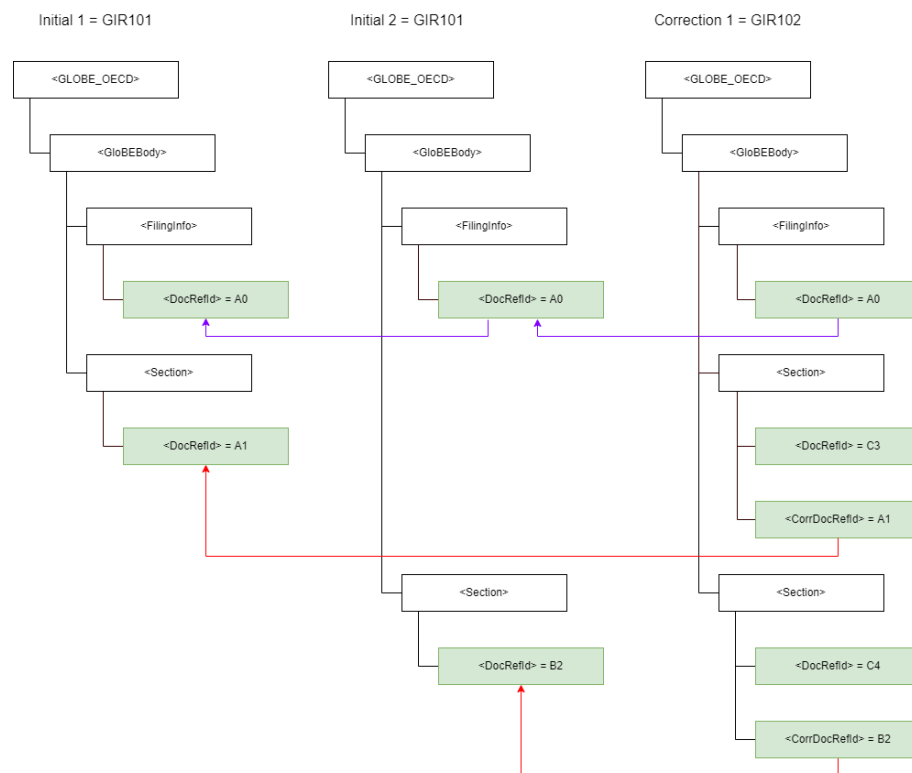 Initial 1 = GIR101
Initial 2 = GIR101
Correction 1 = GIR102
<GLOBE_OECD>
<GLOBE_OECD>
<GLOBE_OECD>
<GloBEBody>
<GloBEBody>
<GloBEBody>
<FilingInfo>
<FilingInfo>
<FilingInfo>
<DocRefId> = A0
<DocRefId> = A0
<DocRefId> = A0
<Section>
<Section>
<DocRefId> = A1
<DocRefId> = C3
<CorrDocRefId> = A1
<Section>
<Section>
<DocRefId> = B2
<DocRefId> = C4
<CorrDocRefId> = B2